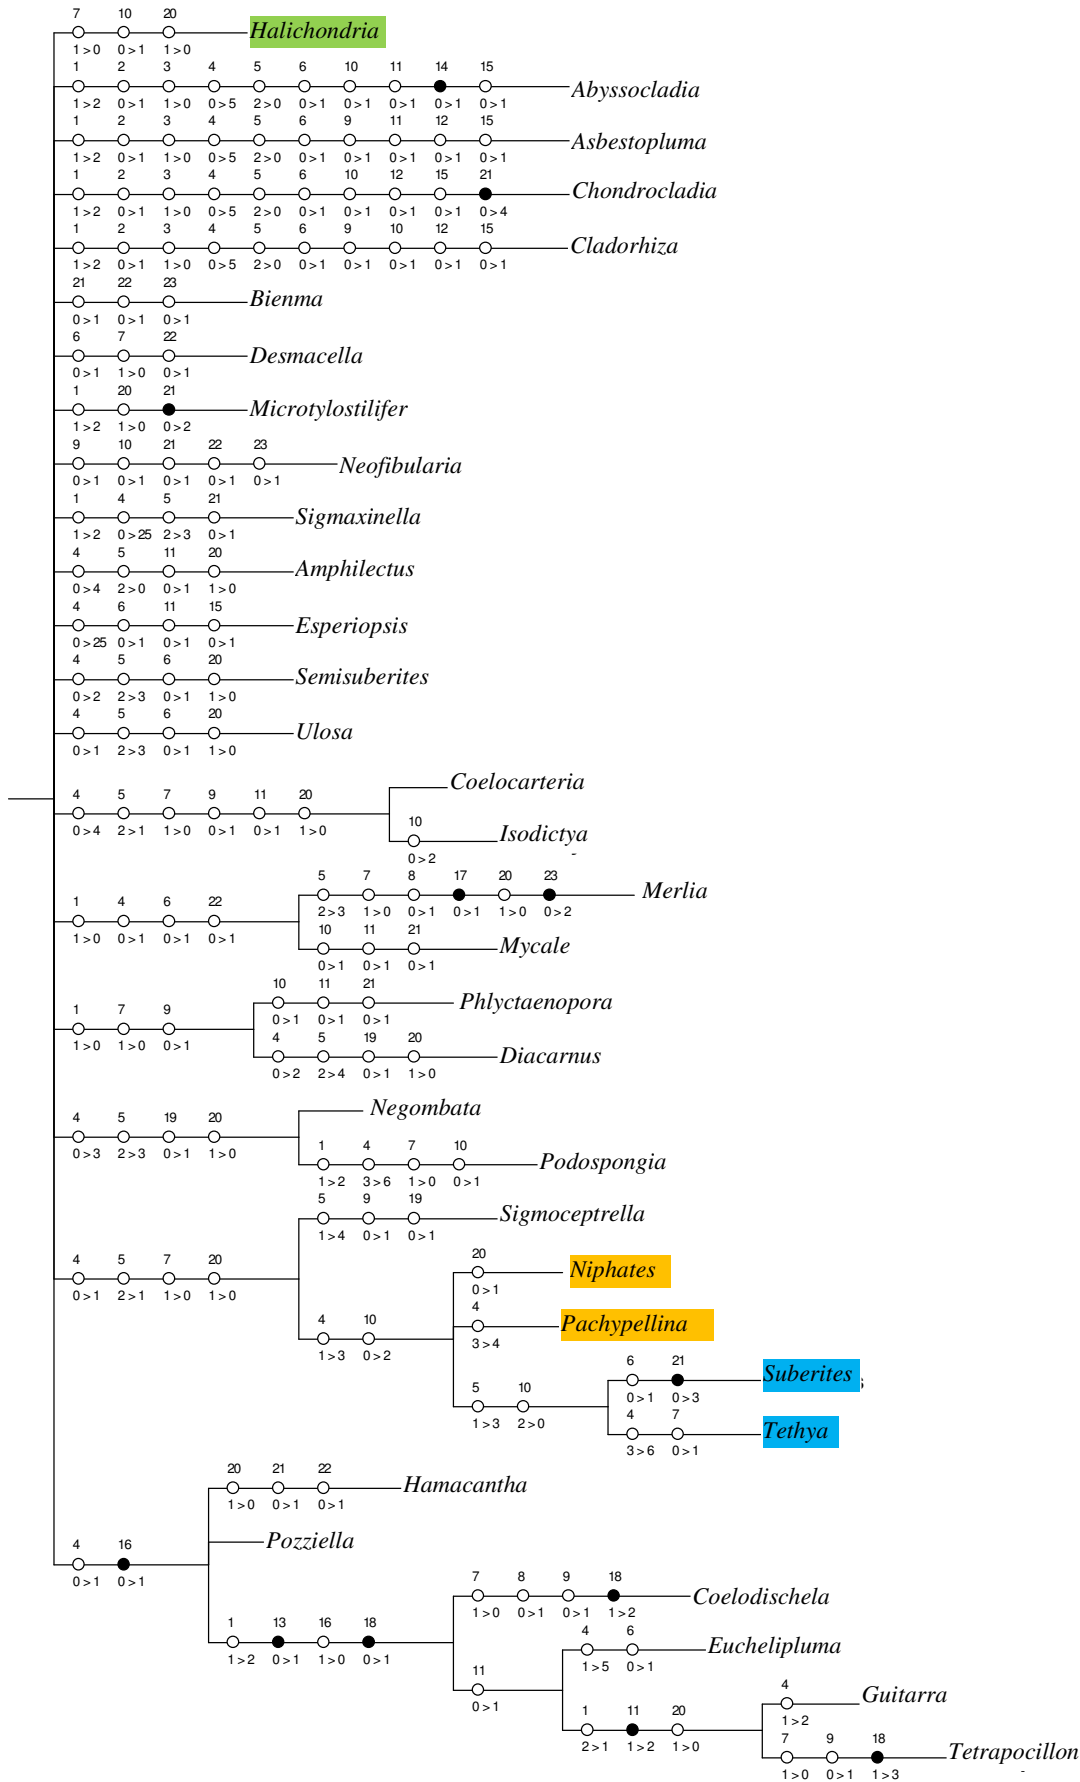 7 10 20
Halichondria
1>0 0>1 1>0
1 2 3 4 5 6 10 11 14 15
Abyssocladia
1>2 0>1 1>0 0>5 2>0 0>1 0>1 0>1 0>1 0>1
1 2 3 4 5 6 9 11 12 15
Asbestopluma
1>2 0>1 1>0 0>5 2>0 0>1 0>1 0>1 0>1 0>1
1 2 3 4 5 6 10 12 15 21
Chondrocladia
1>2 0>1 1>0 0>5 2>0 0>1 0>1 0>1 0>1 0>4
1 2 3 4 5 6 9 10 12 15
Cladorhiza
1>2 0>1 1>0 0>5 2>0 0>1 0>1 0>1 0>1 0>1
21 22 23
Bienma
0>1 0>1 0>1
6 7 22
Desmacella
0>1 1>0 0>1
1 20 21
Microtylostilifer
1>2 1>0 0>2
9 10 21 22 23
Neofibularia
0>1 0>1 0>1 0>1 0>1
1 4 5 21
Sigmaxinella
1>2 0>25 2>3 0>1
4 5 11 20
Amphilectus
0>4 2>0 0>1 1>0
4 6 11 15
Esperiopsis
0>25 0>1 0>1 0>1
4 5 6 20
Semisuberites
0>2 2>3 0>1 1>0
4 5 6 20
Ulosa
0>1 2>3 0>1 1>0
Coelocarteria
4 5 7 9 11 20
0>4 2>1 1>0 0>1 0>1 1>0
10
Isodictya
0>2
5 7 8 17 20 23
Merlia
2>3 1>0 0>1 0>1 1>0 0>2
1 4 6 22
1>0 0>1 0>1 0>1
10 11 21
Mycale
0>1 0>1 0>1
10 11 21
Phlyctaenopora
0>1 0>1 0>1
1 7 9
1>0 1>0 0>1
4 5 19 20
Diacarnus
0>2 2>4 0>1 1>0
Negombata
4 5 19 20
0>3 2>3 0>1 1>0
1 4 7 10
Podospongia
1>2 3>6 1>0 0>1
5 9 19
Sigmoceptrella
1>4 0>1 0>1
4 5 7 20
0>1 2>1 1>0 1>0
20
Niphates
0>1
4 10
1>3 0>2
4
Pachypellina
3>4
6 21
Suberites
0>1 0>3
5 10
1>3 2>0
4 7
Tethya
3>6 0>1
20 21 22
Hamacantha
1>0 0>1 0>1
Pozziella
4 16
0>1 0>1
7 8 9 18
Coelodischela
1>0 0>1 0>1 1>2
1 13 16 18
1>2 0>1 1>0 0>1
4 6
Euchelipluma
1>5 0>1
11
0>1
4
Guitarra
1>2
1 11 20
2>1 1>2 1>0
7 9 18
Tetrapocillon
1>0 0>1 1>3